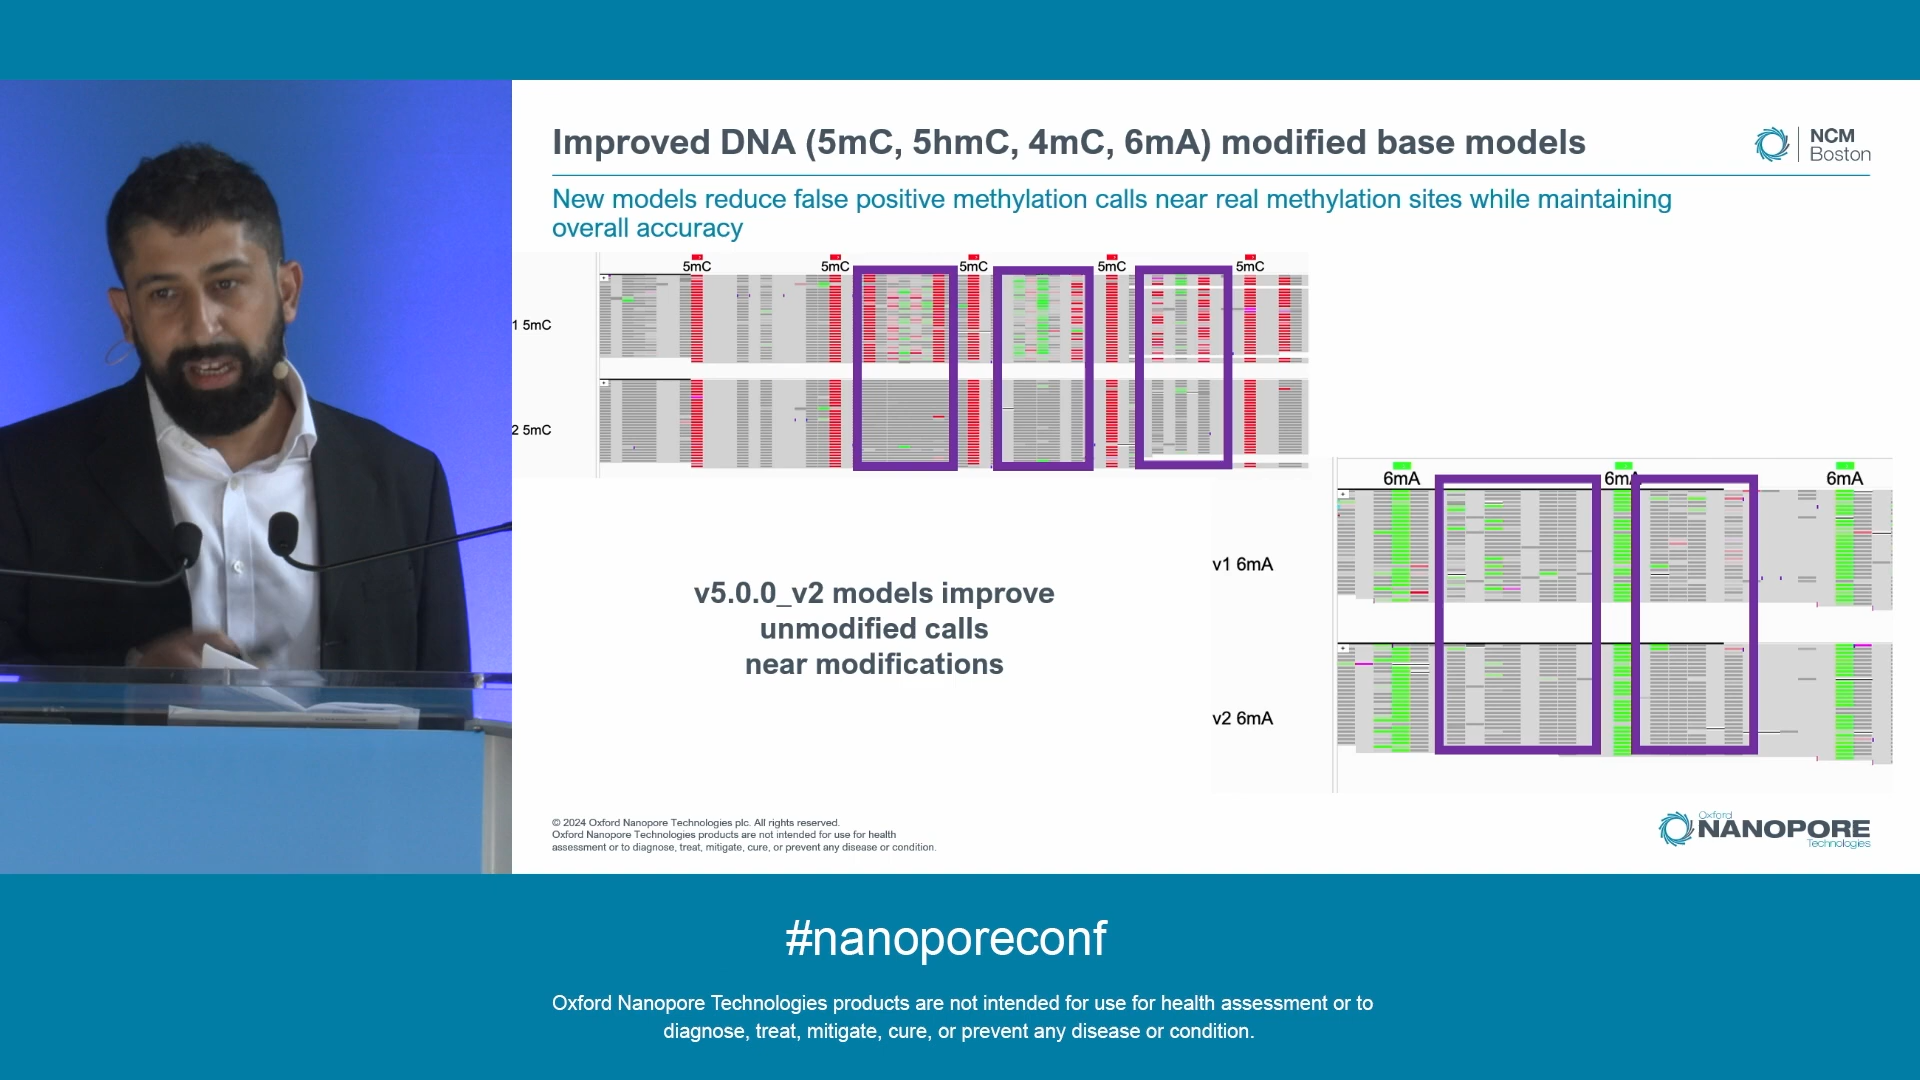 Improved DNA (5mC, 5hmC, 4mC, 6mA) modified base models
NCM
Boston
New models reduce false positive methylation calls near real methylation sites while maintaining
overall accuracy
5mC 5mC 5mC 5mC 5mC
1 5mC
2 5mC
6mA 6mA 6mA
v1 6mA
v2 6mA
v5.0.0_v2 models improve
unmodified calls
near modifications
© 2024 Oxford Nanopore Technologies plc. All rights reserved.
Oxford Nanopore Technologies products are not intended for use for health
assessment or to diagnose, treat, mitigate, cure, or prevent any disease or condition.
Oxford
NANOPORE
Technologies
#nanoporeconf
Oxford Nanopore Technologies products are not intended for use for health assessment or to
diagnose, treat, mitigate, cure, or prevent any disease or condition.